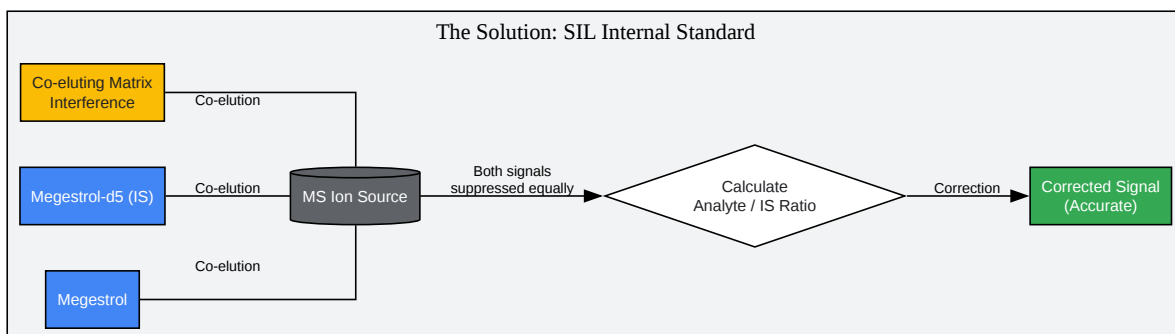 The Solution: SIL Internal Standard
Co-eluting Matrix
Interference
Co-elution
Megestrol-d5 (IS)
Co-elution
MS Ion Source
Both signals
suppressed equally
Calculate
Analyte / IS Ratio
Correction
Corrected Signal
(Accurate)
Co-elution
Megestrol